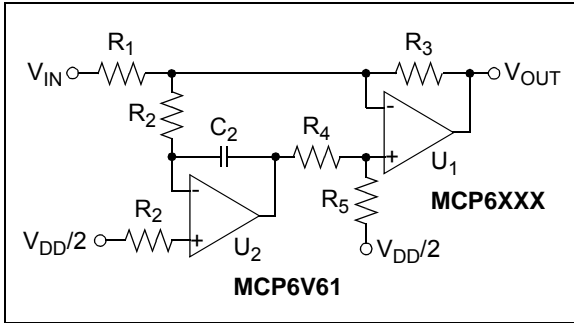 R1 R3
VIN VOUT
R2 C2 R4
- -
+ U1
R5 MCP6XXX
R2 +
VDD/2 U2 VDD/2
MCP6V61